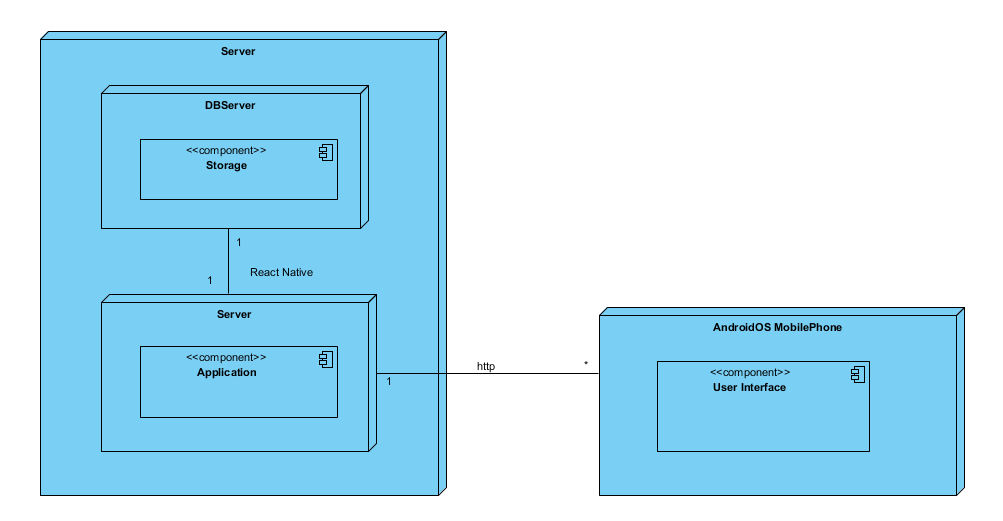 Server
DBServer
<<component>>
Storage
1
1
React Native
Server
<<component>>
Application
1
http
*
AndroidOS MobilePhone
<<component>>
User Interface